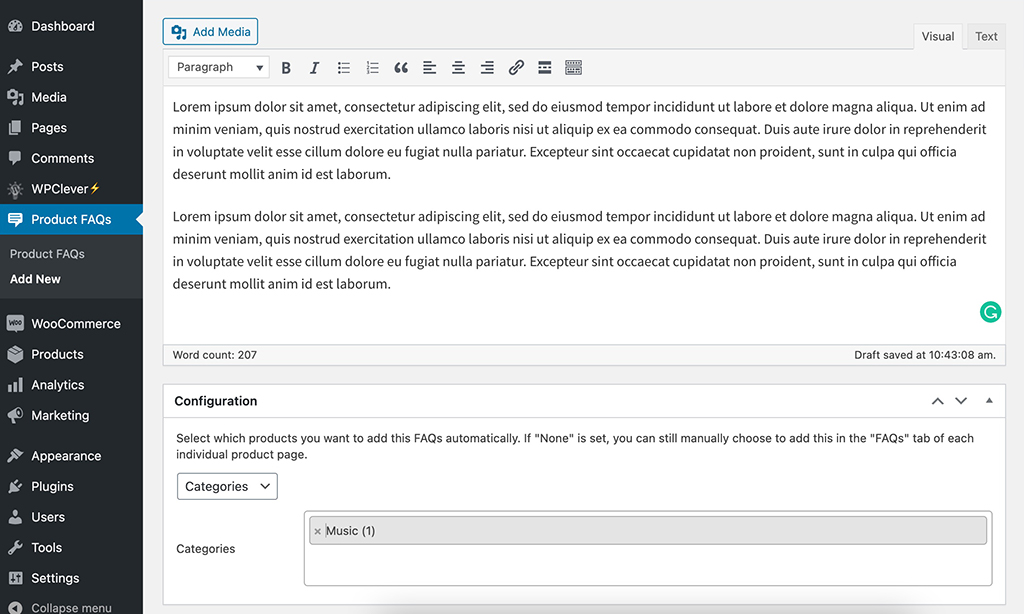 Dashboard
Posts
Media
Pages
Comments
WPClever⚡
Product FAQs
Product FAQs
Add New
WOO WooCommerce
Products
Analytics
Marketing
Appearance
Plugins
Users
Tools
Settings
Collapse menu
Add Media
Visual Text
Paragraph
Lorem ipsum dolor sit amet, consectetur adipiscing elit, sed do eiusmod tempor incididunt ut labore et dolore magna aliqua. Ut enim ad
minim veniam, quis nostrud exercitation ullamco laboris nisi ut aliquip ex ea commodo consequat. Duis aute irure dolor in reprehenderit
in voluptate velit esse cillum dolore eu fugiat nulla pariatur. Excepteur sint occaecat cupidatat non proident, sunt in culpa qui officia
deserunt mollit anim id est laborum.
Lorem ipsum dolor sit amet, consectetur adipiscing elit, sed do eiusmod tempor incididunt ut labore et dolore magna aliqua. Ut enim ad
minim veniam, quis nostrud exercitation ullamco laboris nisi ut aliquip ex ea commodo consequat. Duis aute irure dolor in reprehenderit
in voluptate velit esse cillum dolore eu fugiat nulla pariatur. Excepteur sint occaecat cupidatat non proident, sunt in culpa qui officia
deserunt mollit anim id est laborum.
Word count: 207 Draft saved at 10:43:08 am.
Configuration
Select which products you want to add this FAQs automatically. If "None" is set, you can still manually choose to add this in the "FAQs" tab of each
individual product page.
Categories
Categories
× Music (1)